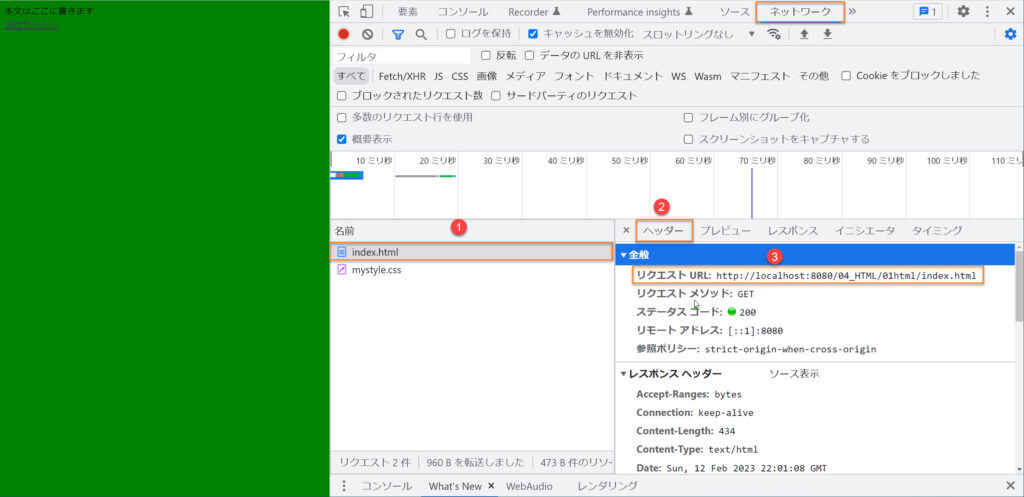 本文はここに書きます
要素 コンソール Recorder Performance insights ソース ネットワーク 1
ログを保持 キャッシュを無効化 スロットリングなし
フィルタ 反転 データの URL を非表示
すべて Fetch/XHR JS CSS 画像 メディア フォント ドキュメント WS Wasm マニフェスト その他 Cookie をブロックしました
ブロックされたリクエスト数 サードパーティのリクエスト
多数のリクエスト行を使用 フレーム別にグループ化
概要表示 スクリーンショットをキャプチャする
10 ミリ秒 20 ミリ秒 30 ミリ秒 40 ミリ秒 50 ミリ秒 60 ミリ秒 70 ミリ秒 80 ミリ秒 90 ミリ秒 100 ミリ秒 110 ミリ
名前 1
index.html
mystyle.css
2
ヘッダー プレビュー レスポンス イニシエータ タイミング
全般 3
リクエスト URL: http://localhost:8080/04_HTML/01html/index.html
リクエスト メソッド: GET
ステータス コード: 200
リモート アドレス: [::1]:8080
参照ポリシー: strict-origin-when-cross-origin
レスポンス ヘッダー ソース表示
Accept-Ranges: bytes
Connection: keep-alive
Content-Length: 434
Content-Type: text/html
Date: Sun, 12 Feb 2023 22:01:08 GMT
リクエスト 2 件 960 B を転送しました 473 B 件のリソー
コンソール What's New WebAudio レンダリング